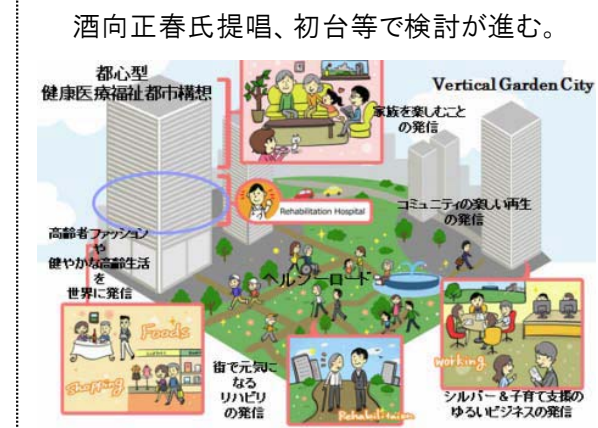 酒向正春氏提唱、初台等で検討が進む。
都心型
健康医療福祉都市構想
Vertical Garden City
家族を楽しむこと
の発信
Rehabilitation Hospital
コミュニティの楽しい再生
の発信
高齢者ファッション
や
健やかな高齢生活
を
世界に発信
ヘルシーロード
Foods
Shopping
街で元気に
なる
リハビリ
の発信
Rehabilitaion
working
シルバー＆子育て支援の
ゆるいビジネスの発信